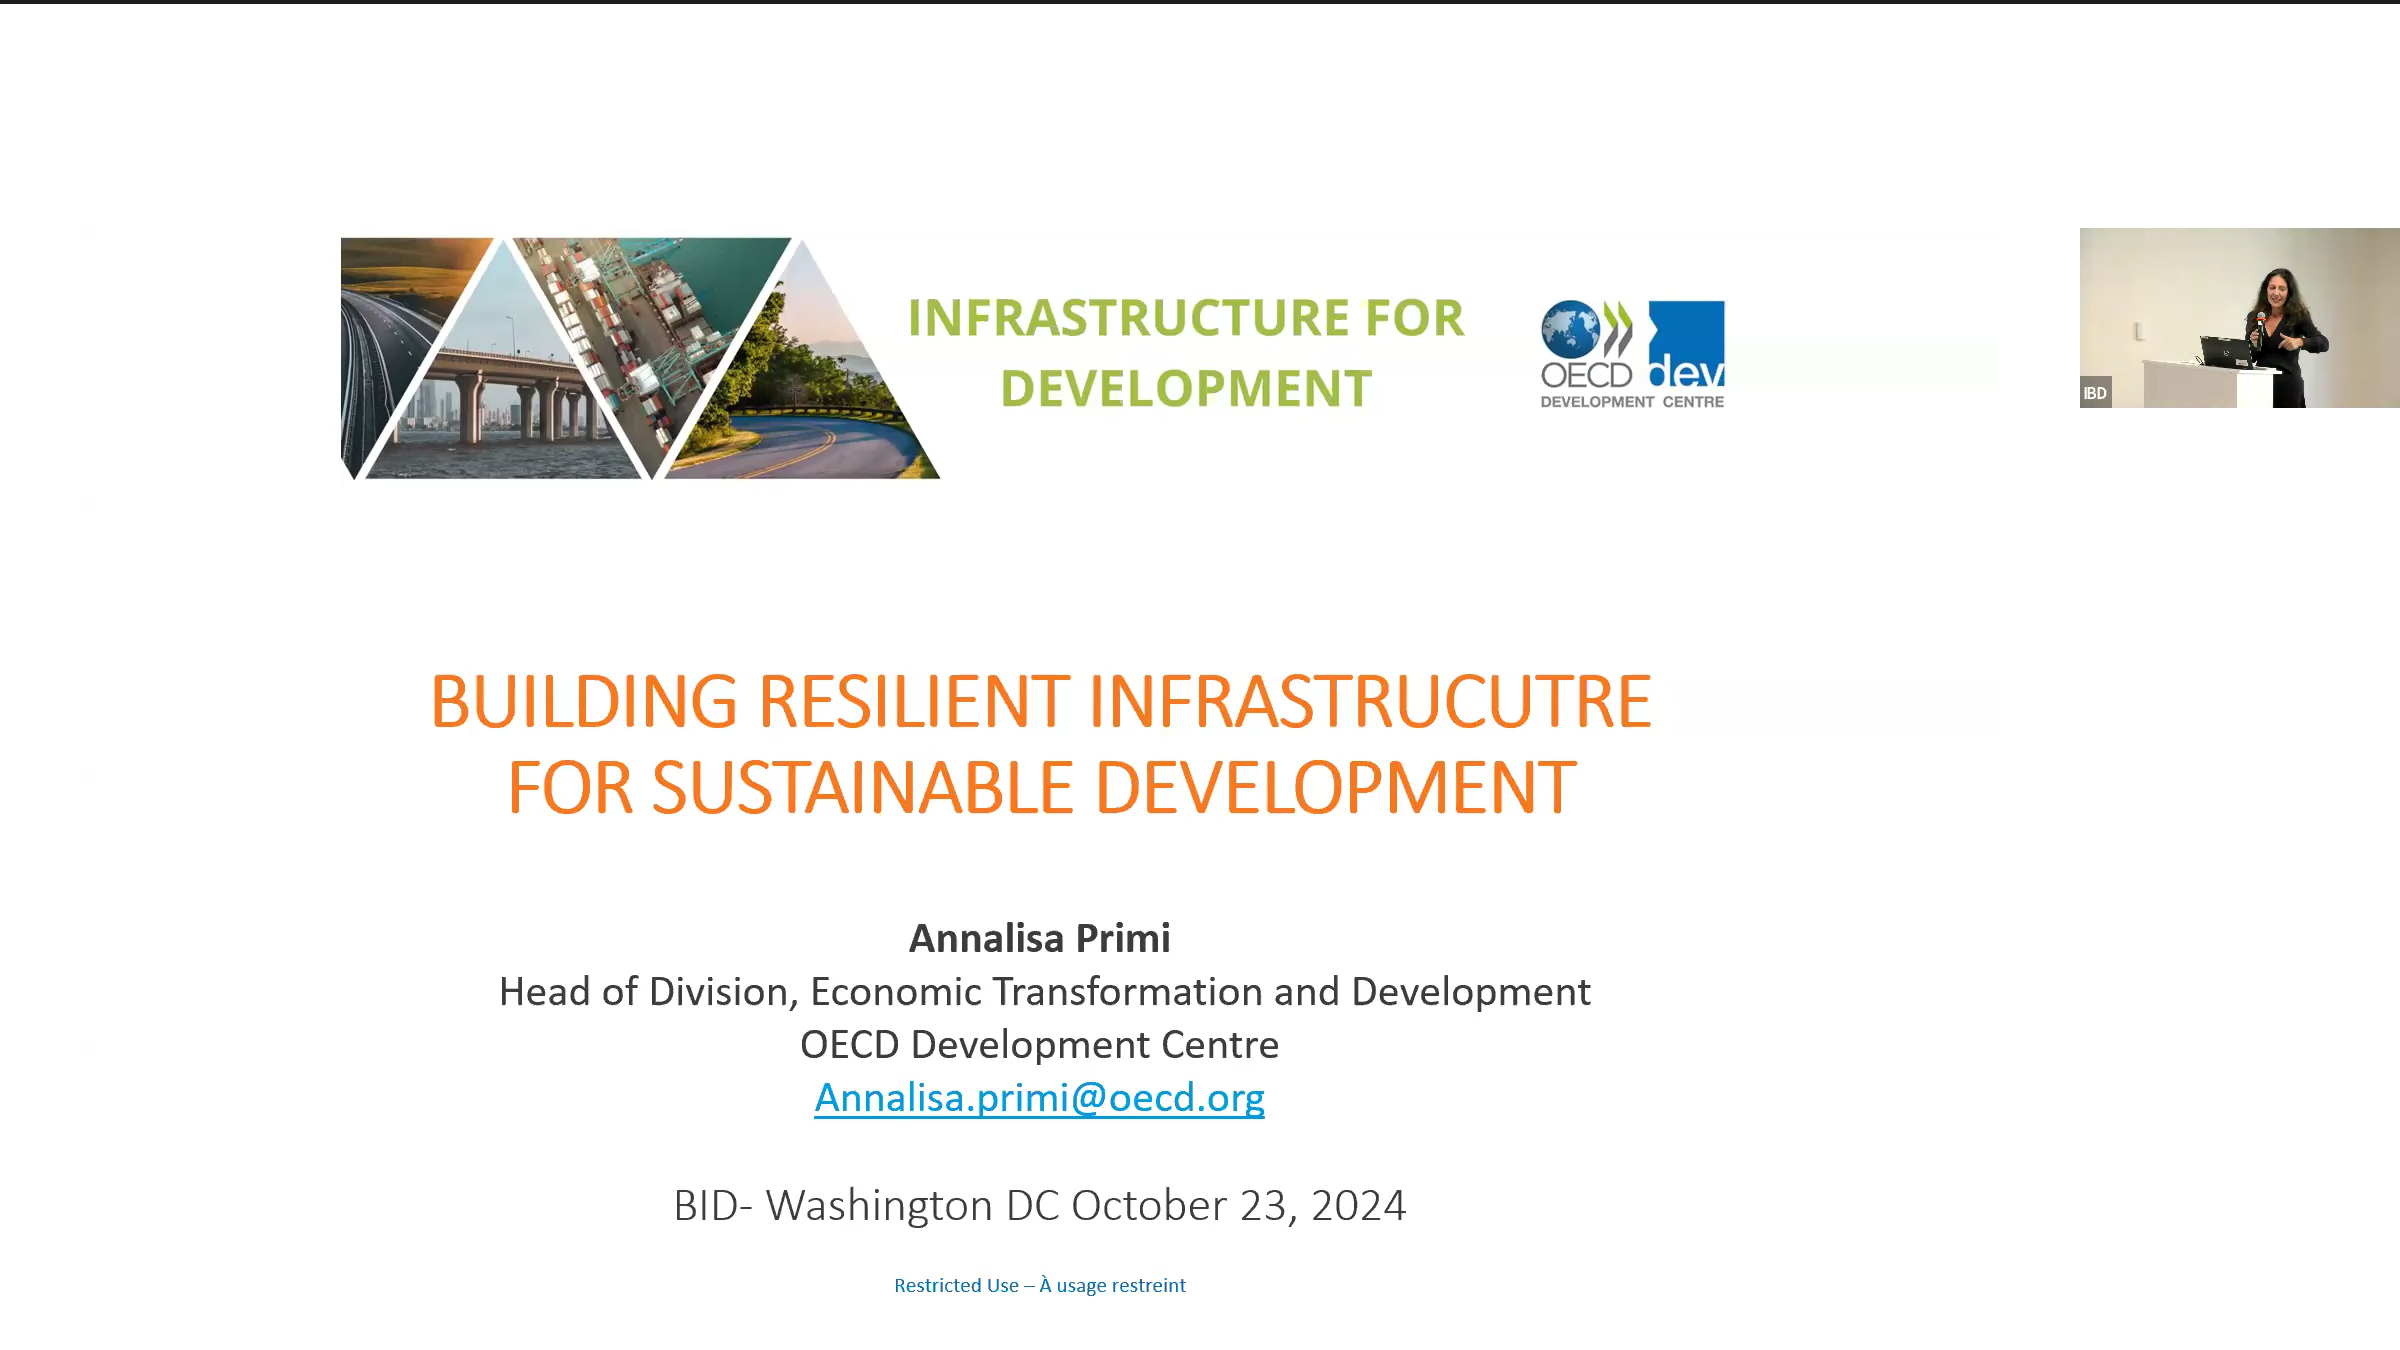 INFRASTRUCTURE FOR
DEVELOPMENT
OECD
dev
DEVELOPMENT CENTRE
IBD
BUILDING RESILIENT INFRASTRUCUTRE
FOR SUSTAINABLE DEVELOPMENT
Annalisa Primi
Head of Division, Economic Transformation and Development
OECD Development Centre
Annalisa.primi@oecd.org
BID- Washington DC October 23, 2024
Restricted Use – À usage restreint